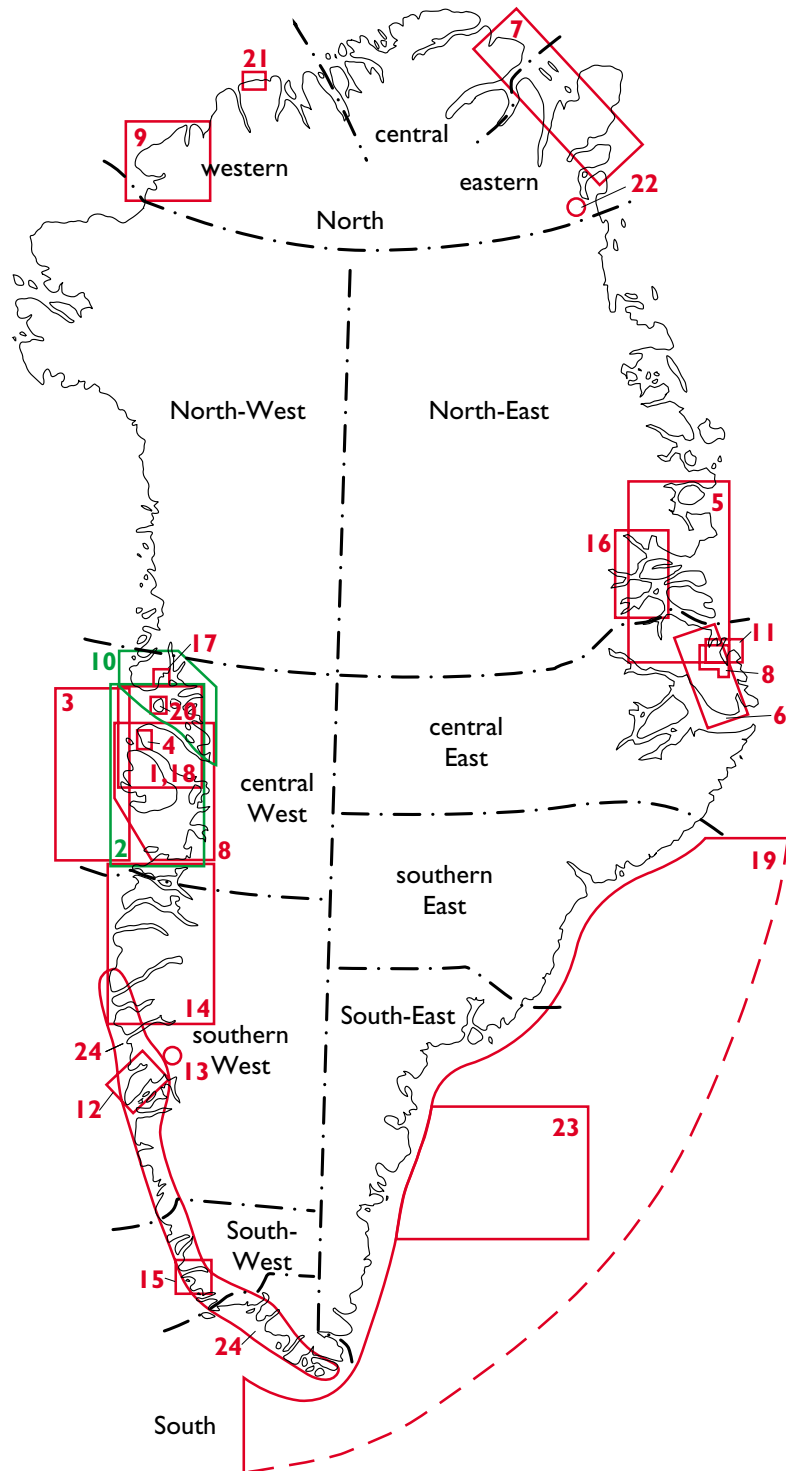 7
21
central
9
western
eastern
22
North
North-West
North-East
5
16
17
11
10
8
3
20
6
4
central
East
1,18
central
West
2
8
19
southern
East
14
South-East
southern
West
24
13
12
23
South-
West
15
24
South